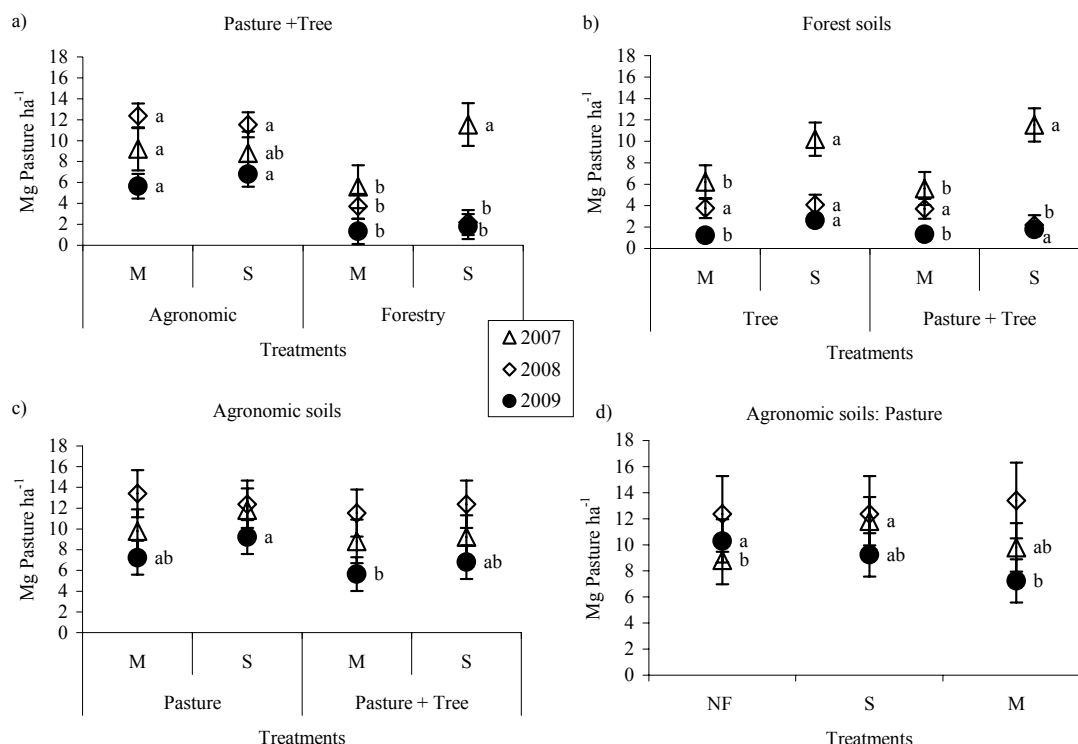 a)
Pasture +Tree
Mg Pasture ha⁻¹
18
16
14
12
10
8
6
4
2
0
a
a
a
a
ab
a
b
b
b
a
b
b
M
S
M
S
Agronomic
Forestry
Treatments
b)
Forest soils
Mg Pasture ha⁻¹
18
16
14
12
10
8
6
4
2
0
b
a
b
a
a
a
b
a
b
a
b
a
M
S
M
S
Tree
Pasture + Tree
Treatments
2007
2008
2009
c)
Agronomic soils
Mg Pasture ha⁻¹
18
16
14
12
10
8
6
4
2
0
ab
a
b
ab
M
S
M
S
Pasture
Pasture + Tree
Treatments
d)
Agronomic soils: Pasture
Mg Pasture ha⁻¹
18
16
14
12
10
8
6
4
2
0
a
b
a
ab
ab
b
NF
S
M
Treatments